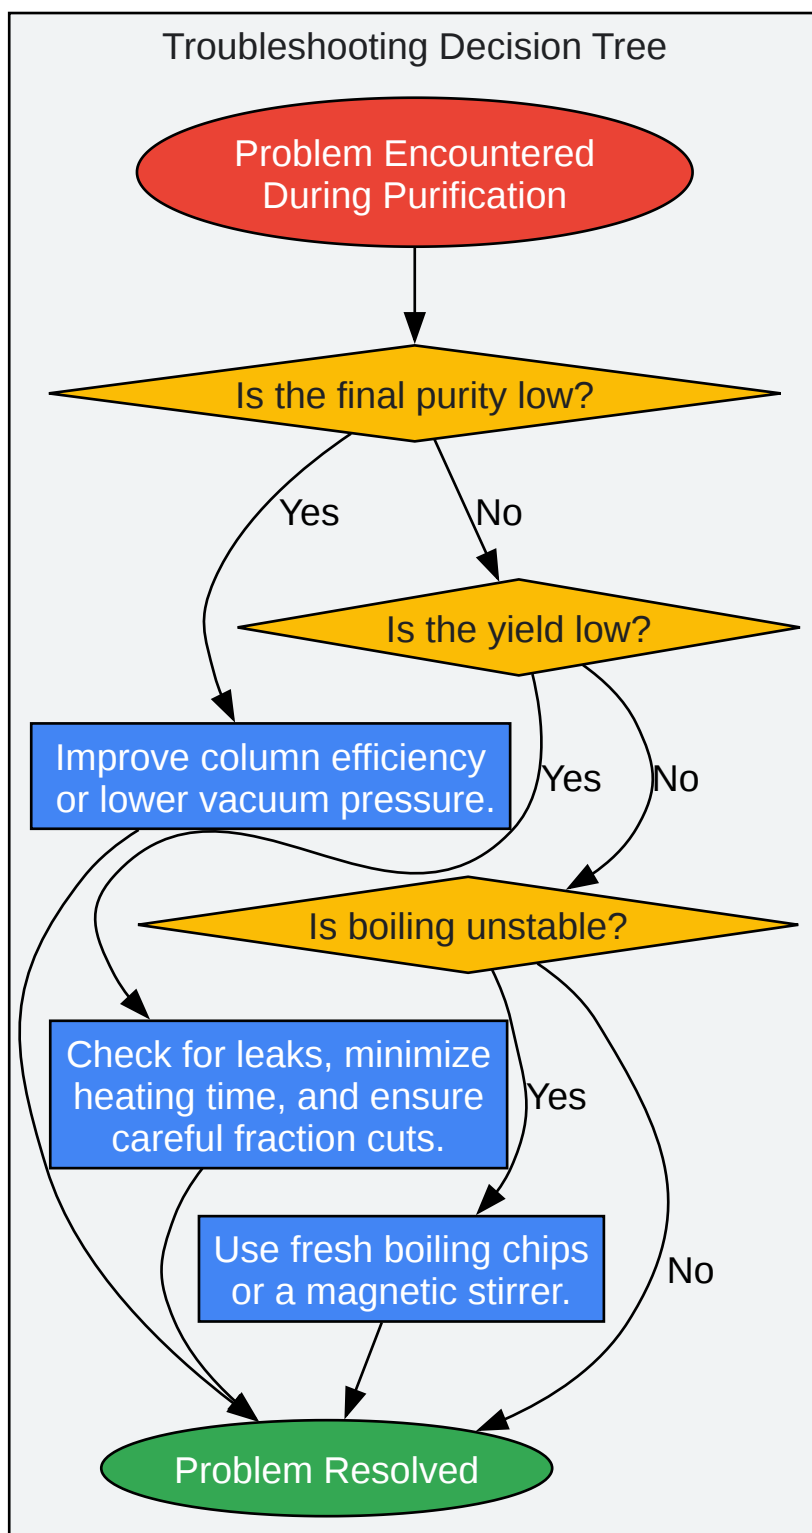 Troubleshooting Decision Tree
Problem Encountered
During Purification
Is the final purity low?
Yes
No
Is the yield low?
Improve column efficiency
or lower vacuum pressure.
Yes
No
Is boiling unstable?
Check for leaks, minimize
heating time, and ensure
careful fraction cuts.
Yes
Use fresh boiling chips
or a magnetic stirrer.
No
Problem Resolved